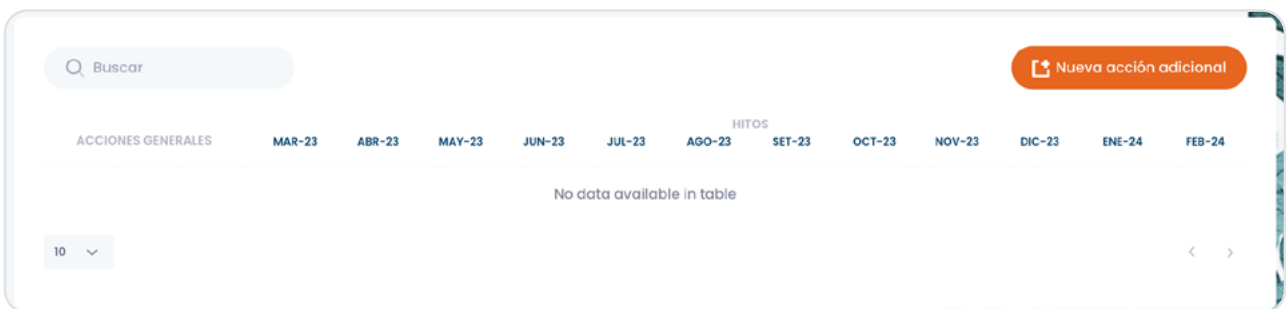 Buscar
Nueva acción adicional
HITOS
ACCIONES GENERALES MAR-23 ABR-23 MAY-23 JUN-23 JUL-23 AGO-23 SET-23 OCT-23 NOV-23 DIC-23 ENE-24 FEB-24
No data available in table
10